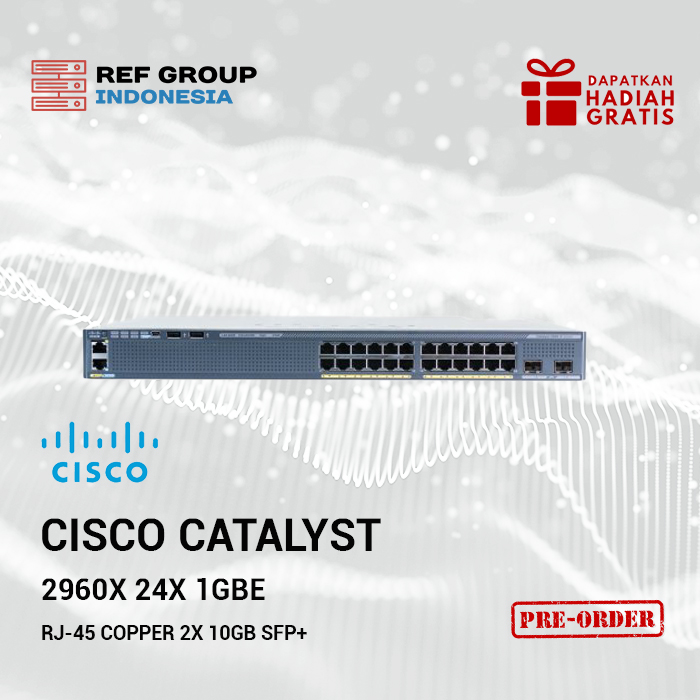 REF GROUP
INDONESIA
DAPATKAN
HADIAH
GRATIS
CISCO
CISCO CATALYST
2960X 24X 1GBE
RJ-45 COPPER 2X 10GB SFP+
PRE-ORDER